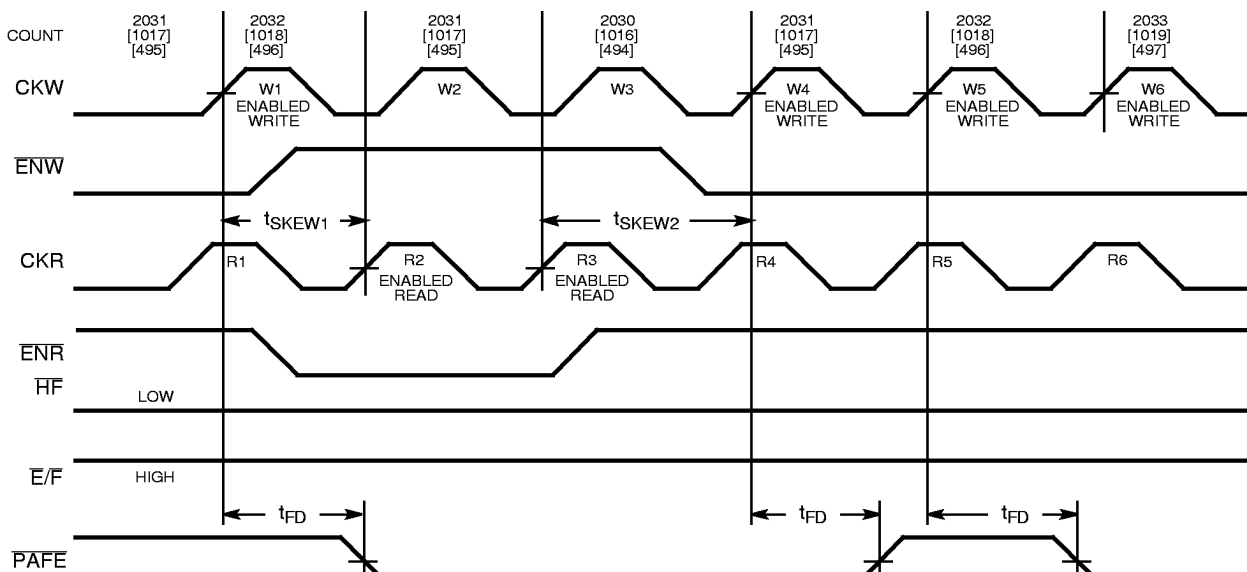 COUNT
2031
[1017]
[495]
2032
[1018]
[496]
2031
[1017]
[495]
2030
[1016]
[494]
2031
[1017]
[495]
2032
[1018]
[496]
2033
[1019]
[497]
CKW
W1
ENABLED
WRITE
W2
W3
W4
ENABLED
WRITE
W5
ENABLED
WRITE
W6
ENABLED
WRITE
ENW
tSKEW1
tSKEW2
CKR
R1
R2
ENABLED
READ
R3
ENABLED
READ
R4
R5
R6
ENR
HF
LOW
E/F
HIGH
tFD
tFD
tFD
PAFE